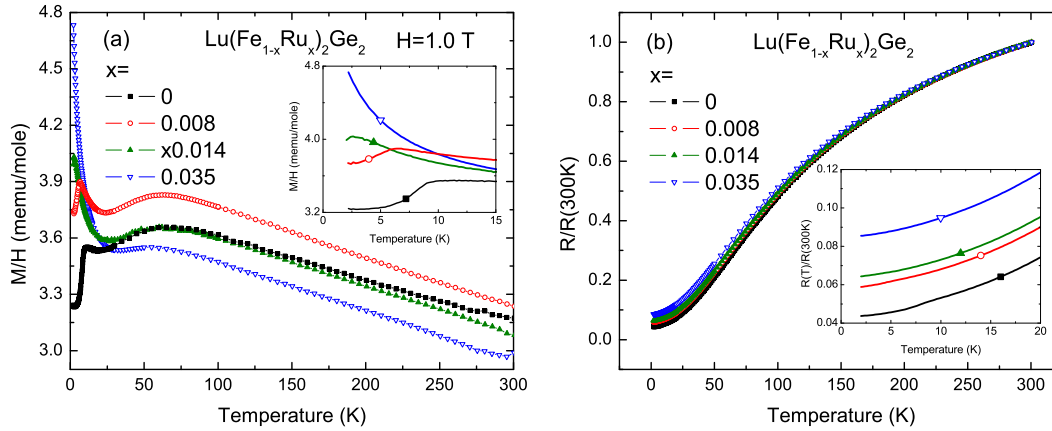 (a)
Lu(Fe1-xRux)2Ge2
H=1.0 T
x=
0
0.008
x0.014
0.035
M/H (memu/mole)
4.8
4.5
4.2
3.9
3.6
3.3
3.0
0 50 100 150 200 250 300
Temperature (K)
M/H (memu/mole)
4.8
4.4
4.0
3.6
3.2
0 5 10 15
Temperature (K)
(b)
Lu(Fe1-xRux)2Ge2
x=
0
0.008
0.014
0.035
R/R(300K)
1.0
0.8
0.6
0.4
0.2
0.0
0 50 100 150 200 250 300
Temperature (K)
R(T)/R(300K)
0.12
0.10
0.08
0.06
0.04
0 5 10 15 20
Temperature (K)